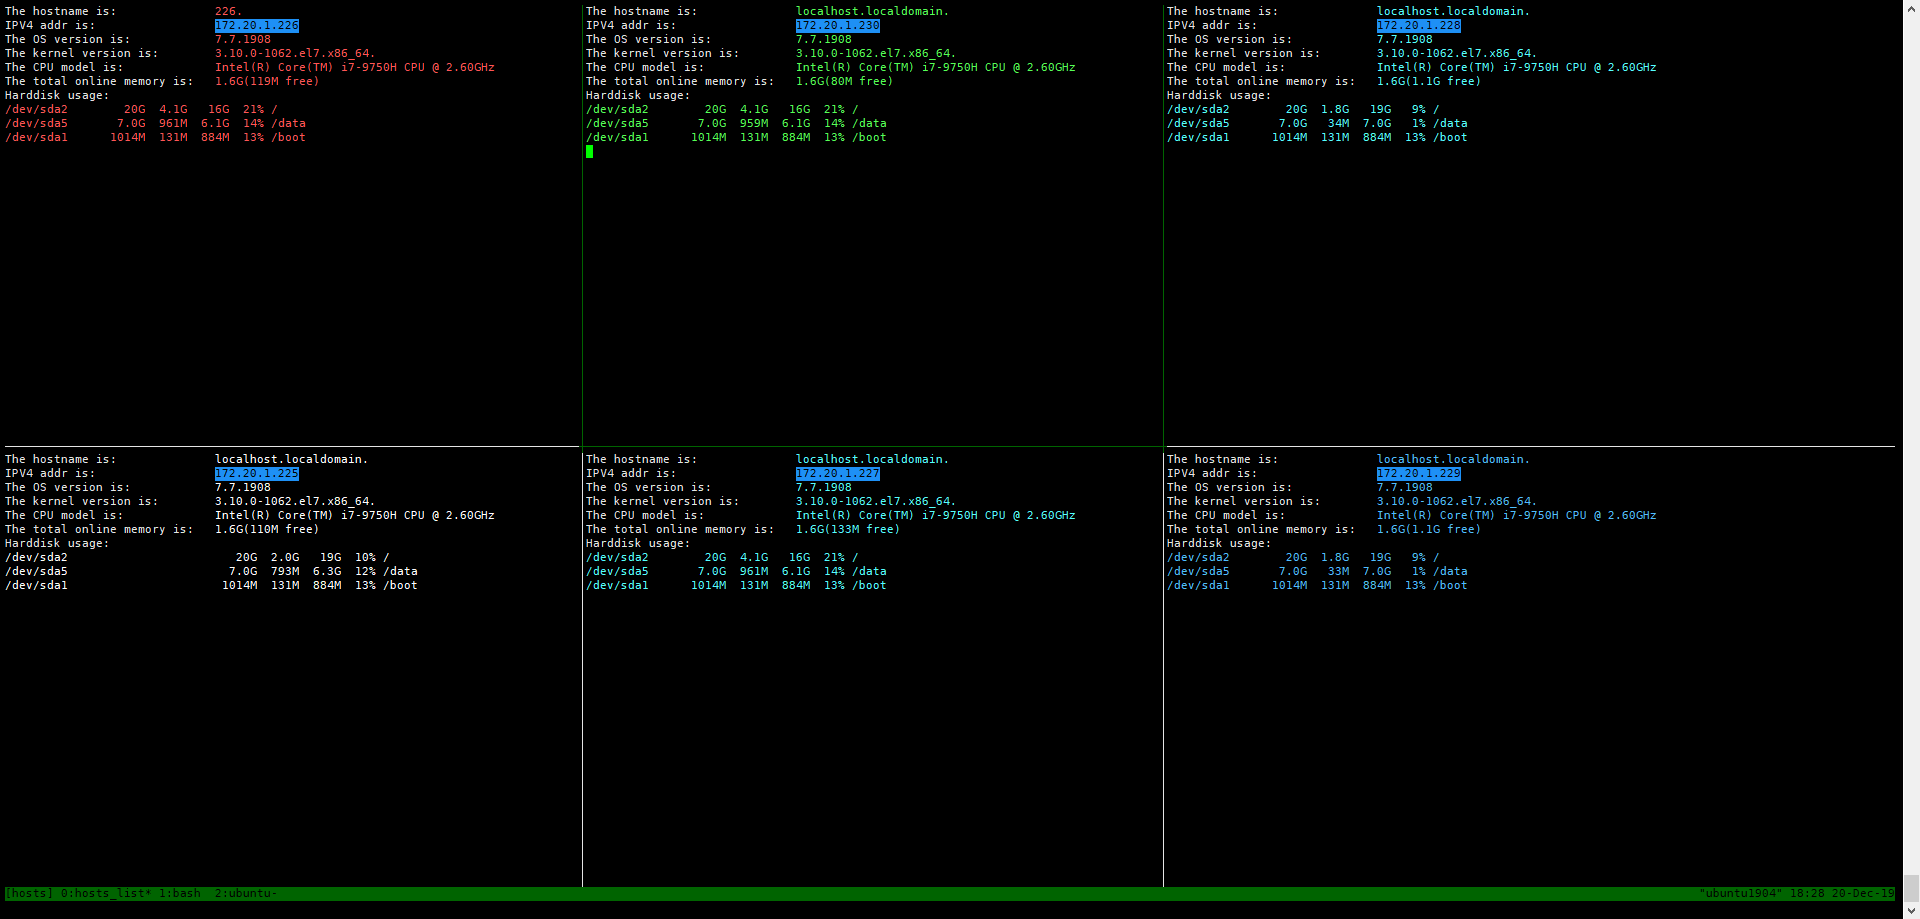 The hostname is: 226.
IPV4 addr is: 172.20.1.226
The OS version is: 7.7.1908
The kernel version is: 3.10.0-1062.el7.x86_64.
The CPU model is: Intel(R) Core(TM) i7-9750H CPU @ 2.60GHz
The total online memory is: 1.6G(119M free)
Harddisk usage:
/dev/sda2 20G 4.1G 16G 21% /
/dev/sda5 7.0G 961M 6.1G 14% /data
/dev/sda1 1014M 131M 884M 13% /boot
The hostname is: localhost.localdomain.
IPV4 addr is: 172.20.1.230
The OS version is: 7.7.1908
The kernel version is: 3.10.0-1062.el7.x86_64.
The CPU model is: Intel(R) Core(TM) i7-9750H CPU @ 2.60GHz
The total online memory is: 1.6G(80M free)
Harddisk usage:
/dev/sda2 20G 4.1G 16G 21% /
/dev/sda5 7.0G 959M 6.1G 14% /data
/dev/sda1 1014M 131M 884M 13% /boot
The hostname is: localhost.localdomain.
IPV4 addr is: 172.20.1.228
The OS version is: 7.7.1908
The kernel version is: 3.10.0-1062.el7.x86_64.
The CPU model is: Intel(R) Core(TM) i7-9750H CPU @ 2.60GHz
The total online memory is: 1.6G(1.1G free)
Harddisk usage:
/dev/sda2 20G 1.8G 19G 9% /
/dev/sda5 7.0G 34M 7.0G 1% /data
/dev/sda1 1014M 131M 884M 13% /boot
The hostname is: localhost.localdomain.
IPV4 addr is: 172.20.1.225
The OS version is: 7.7.1908
The kernel version is: 3.10.0-1062.el7.x86_64.
The CPU model is: Intel(R) Core(TM) i7-9750H CPU @ 2.60GHz
The total online memory is: 1.6G(110M free)
Harddisk usage:
/dev/sda2 20G 2.0G 19G 10% /
/dev/sda5 7.0G 793M 6.3G 12% /data
/dev/sda1 1014M 131M 884M 13% /boot
The hostname is: localhost.localdomain.
IPV4 addr is: 172.20.1.227
The OS version is: 7.7.1908
The kernel version is: 3.10.0-1062.el7.x86_64.
The CPU model is: Intel(R) Core(TM) i7-9750H CPU @ 2.60GHz
The total online memory is: 1.6G(133M free)
Harddisk usage:
/dev/sda2 20G 4.1G 16G 21% /
/dev/sda5 7.0G 961M 6.1G 14% /data
/dev/sda1 1014M 131M 884M 13% /boot
The hostname is: localhost.localdomain.
IPV4 addr is: 172.20.1.229
The OS version is: 7.7.1908
The kernel version is: 3.10.0-1062.el7.x86_64.
The CPU model is: Intel(R) Core(TM) i7-9750H CPU @ 2.60GHz
The total online memory is: 1.6G(1.1G free)
Harddisk usage:
/dev/sda2 20G 1.8G 19G 9% /
/dev/sda5 7.0G 33M 7.0G 1% /data
/dev/sda1 1014M 131M 884M 13% /boot
[hosts] 0:hosts_list* 1:bash 2:ubuntu- "ubuntu1904" 18:28 20-Dec-19